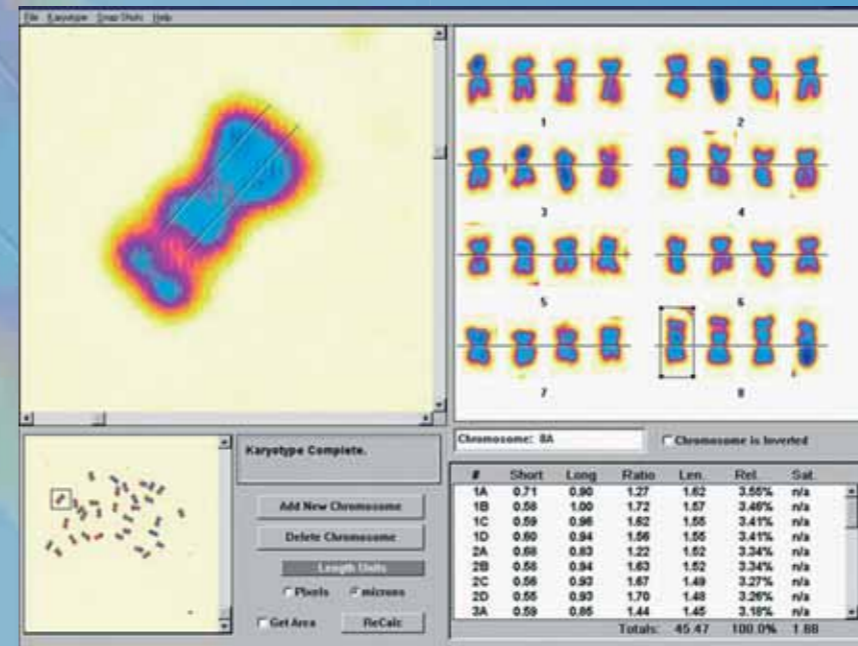 File Karyotype Snap Shots Help
1 2
3 4
5 6
7 8
Chromosome: 8A
Chromosome is Inverted
Karyotype Complete.
Add New Chromosome
Delete Chromosome
Length Units
Pixels microns
Get Area ReCalc
# Short Long Ratio Len. Rel. Sat.
1A 0.71 0.90 1.27 1.62 3.55% n/a
1B 0.58 1.00 1.72 1.57 3.46% n/a
1C 0.59 0.96 1.62 1.55 3.41% n/a
1D 0.60 0.94 1.56 1.55 3.41% n/a
2A 0.68 0.83 1.22 1.52 3.34% n/a
2B 0.58 0.94 1.63 1.52 3.34% n/a
2C 0.56 0.93 1.67 1.49 3.27% n/a
2D 0.55 0.93 1.70 1.48 3.26% n/a
3A 0.59 0.85 1.44 1.45 3.18% n/a
Totals: 45.47 100.0% 1.88